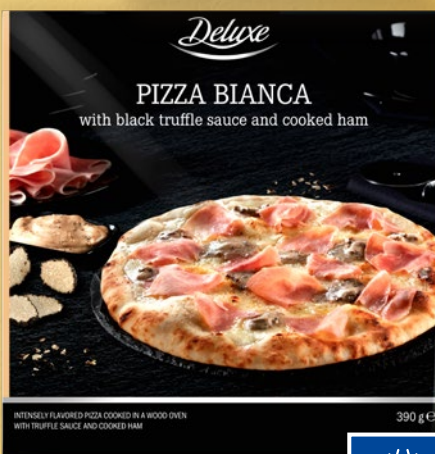 Deluxe
PIZZA BIANCA
with black truffle sauce and cooked ham
INTENSELY FLAVORED PIZZA COOKED IN A WOOD OVEN
WITH TRUFFLE SAUCE AND COOKED HAM
390 g ℮